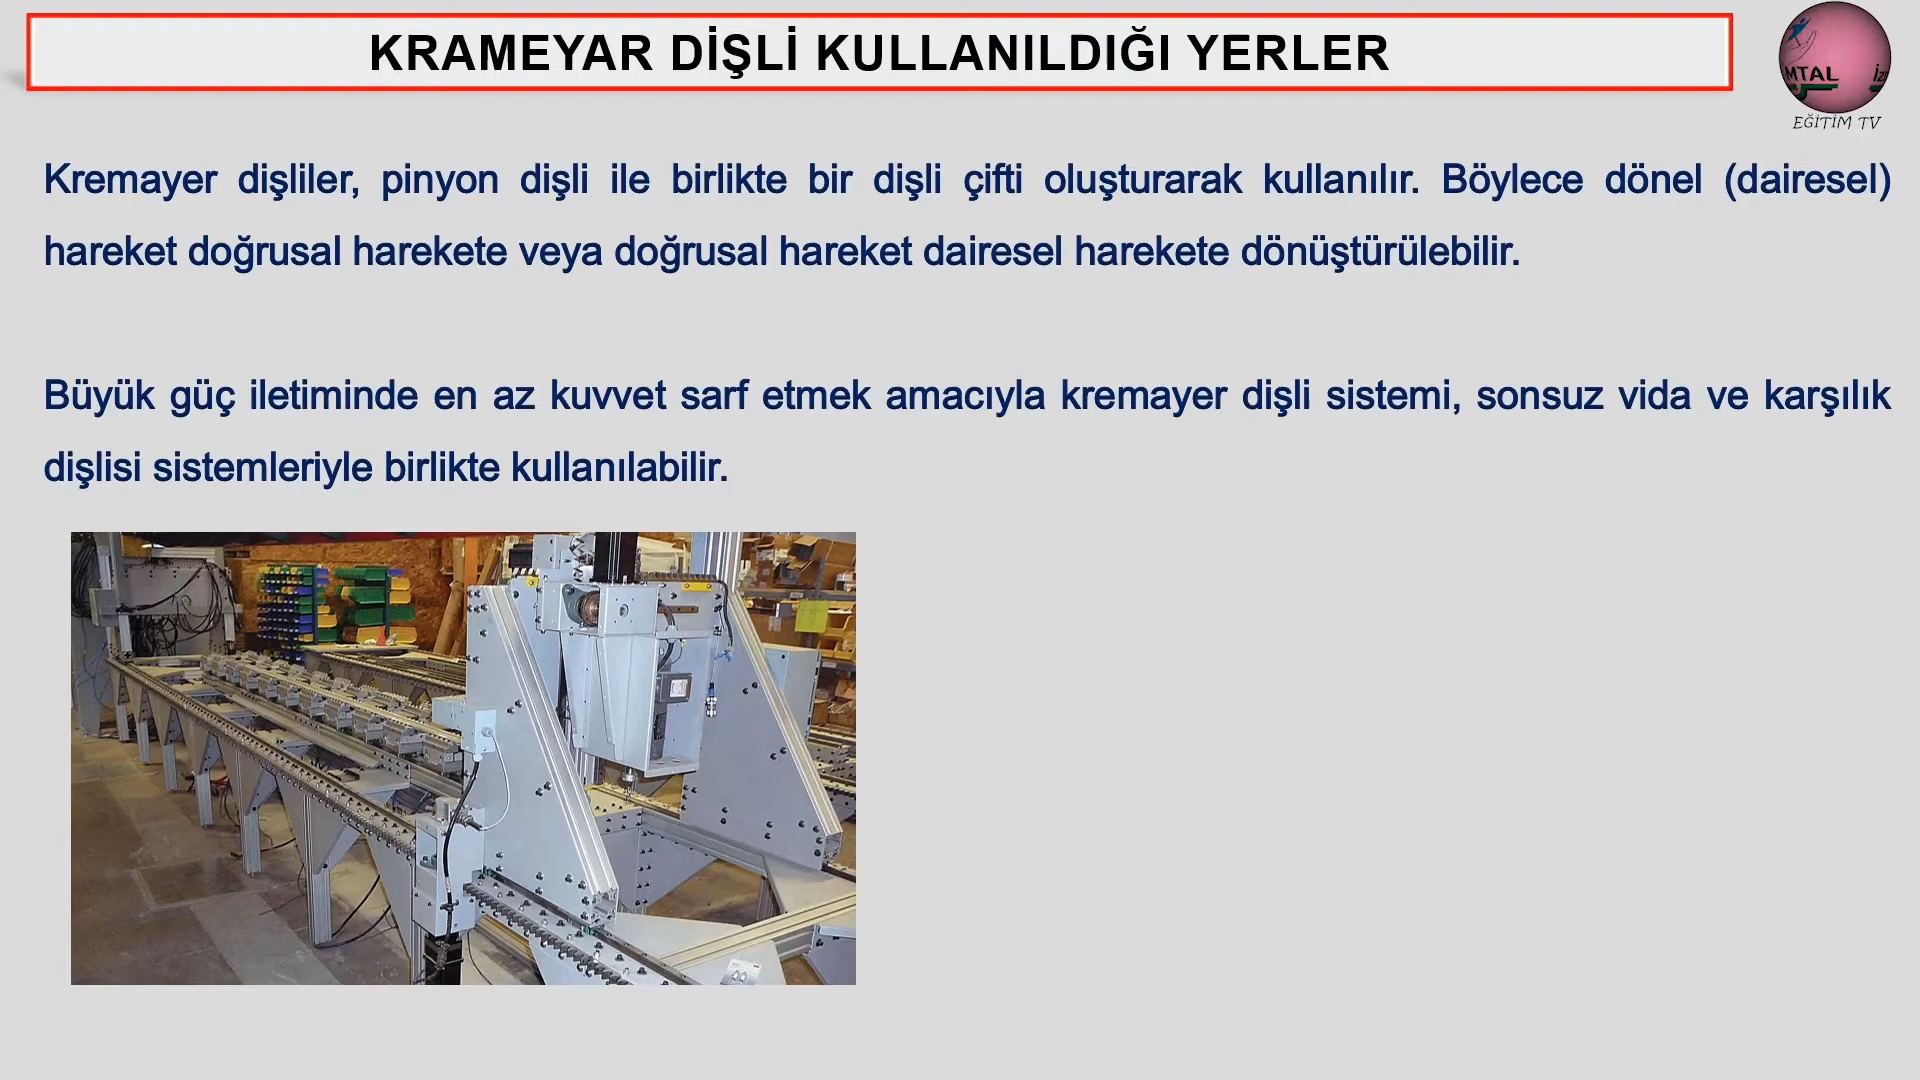 KRAMEYAR DİŞLİ KULLANILDIĞI YERLER
MTAL İz
EĞİTİM TV
Kremayer dişliler, pinyon dişli ile birlikte bir dişli çifti oluşturarak kullanılır. Böylece dönel (dairesel)
hareket doğrusal harekete veya doğrusal hareket dairesel harekete dönüştürülebilir.
Büyük güç iletiminde en az kuvvet sarf etmek amacıyla kremayer dişli sistemi, sonsuz vida ve karşılık
dişlisi sistemleriyle birlikte kullanılabilir.